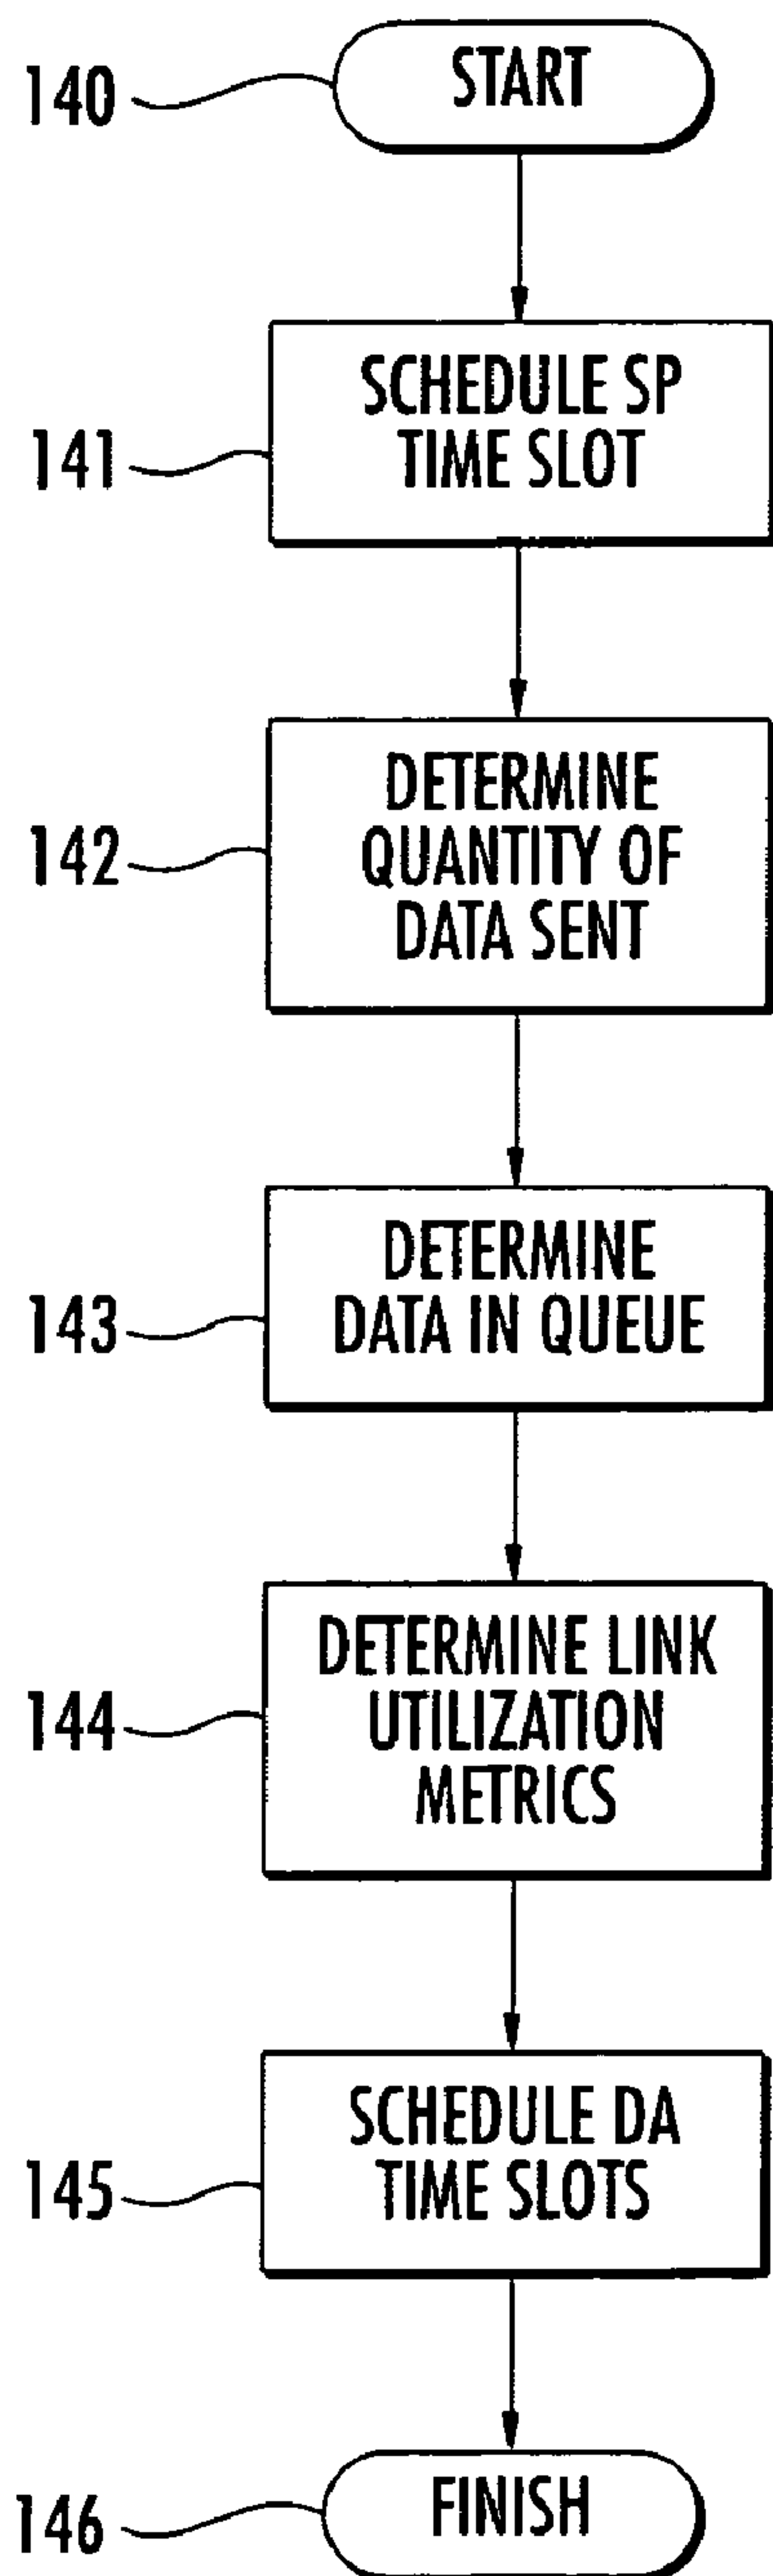 140
START
141
SCHEDULE SP
TIME SLOT
142
DETERMINE
QUANTITY OF
DATA SENT
143
DETERMINE
DATA IN QUEUE
144
DETERMINE LINK
UTILIZATION
METRICS
145
SCHEDULE DA
TIME SLOTS
146
FINISH